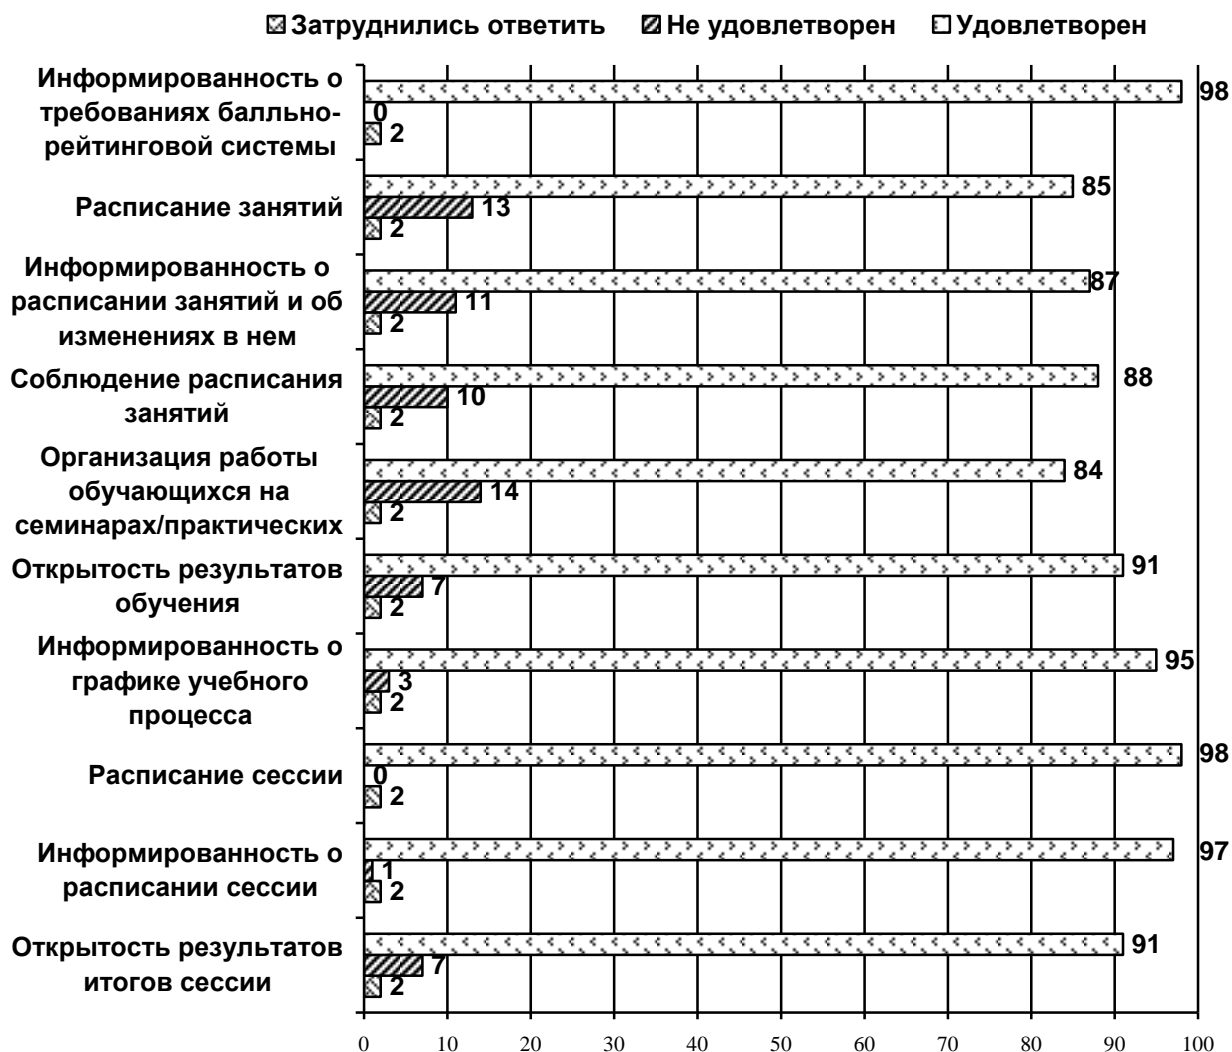 Затруднились ответить Не удовлетворен Удовлетворен
Информированность о
требованиях балльно-
рейтинговой системы
98
0
2
Расписание занятий
85
13
2
Информированность о
расписании занятий и об
изменениях в нем
87
11
2
Соблюдение расписания
занятий
88
10
2
Организация работы
обучающихся на
семинарах/практических
84
14
2
Открытость результатов
обучения
91
7
2
Информированность о
графике учебного
процесса
95
3
2
Расписание сессии
98
0
2
Информированность о
расписании сессии
97
1
2
Открытость результатов
итогов сессии
91
7
2
0 10 20 30 40 50 60 70 80 90 100